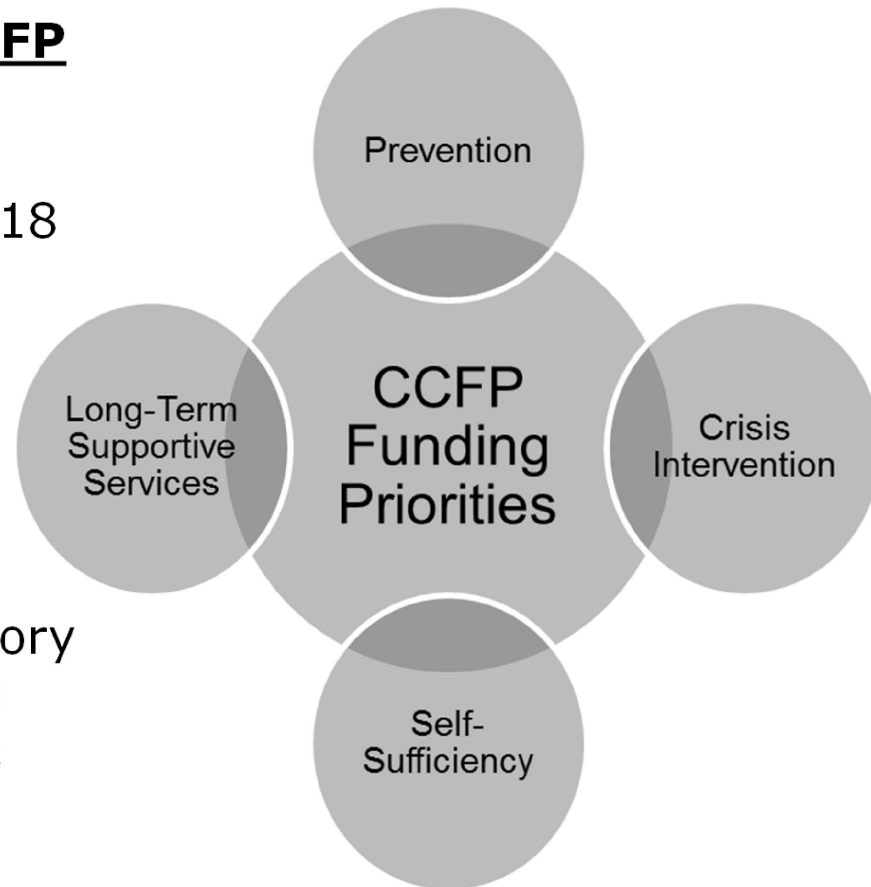 FP
18
ory
Prevention
Long-Term
Supportive
Services
CCFP
Funding
Priorities
Crisis
Intervention
Self-
Sufficiency